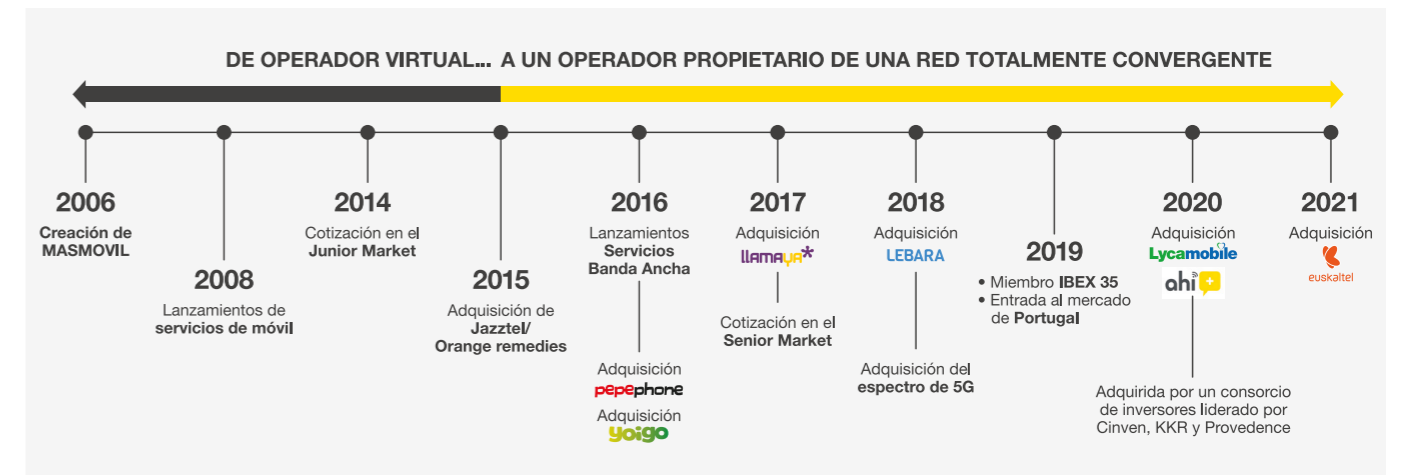 DE OPERADOR VIRTUAL... A UN OPERADOR PROPIETARIO DE UNA RED TOTALMENTE CONVERGENTE
2006
Creación de
MASMOVIL
2008
Lanzamientos de
servicios de móvil
2014
Cotización en el
Junior Market
2015
Adquisición de
Jazztel/
Orange remedies
2016
Lanzamientos
Servicios
Banda Ancha
Adquisición
pepephone
Adquisición
yoigo
2017
Adquisición
llamaya*
Cotización en el
Senior Market
2018
Adquisición
LEBARA
Adquisición del
espectro de 5G
2019
• Miembro IBEX 35
• Entrada al mercado
de Portugal
2020
Adquisición
Lycamobile
ahí+
Adquirida por un consorcio
de inversores liderado por
Cinven, KKR y Provedence
2021
Adquisición
euskaltel